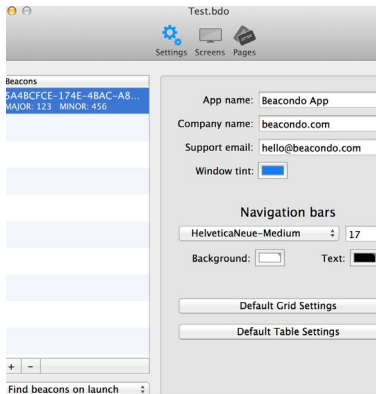 Test.bdo
Settings Screens Pages
Beacons
5A4BCFCE-174E-4BAC-A8...
MAJOR: 123 MINOR: 456
App name: Beacondo App
Company name: beacondo.com
Support email: hello@beacondo.com
Window tint:
Navigation bars
HelveticaNeue-Medium 17
Background: Text:
Default Grid Settings
Default Table Settings
+ -
Find beacons on launch